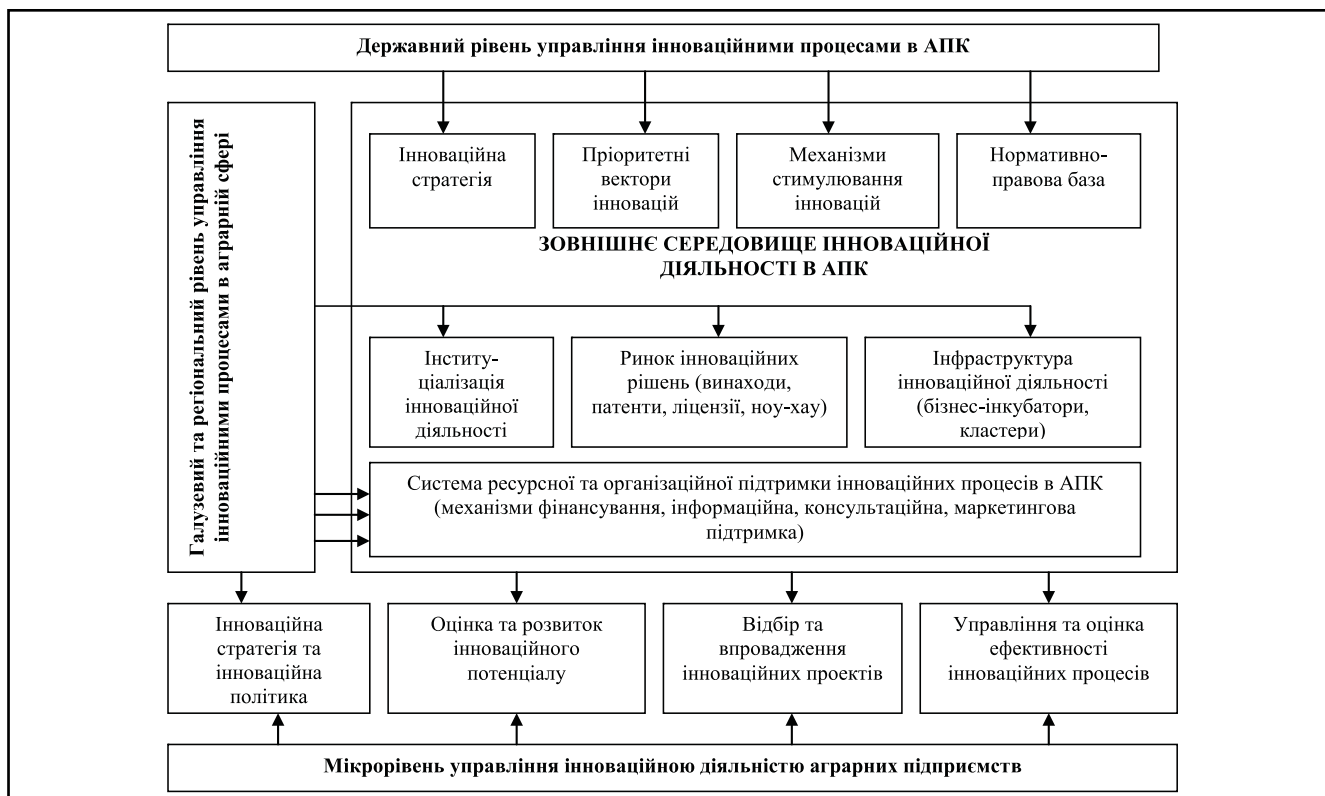 Державний рівень управління інноваційними процесами в АПК
Галузевий та регіональний рівень управління
інноваційними процесами в аграрній сфері
Інноваційна
стратегія
Пріоритетні
вектори
інновацій
Механізми
стимулювання
інновацій
Нормативно-
правова база
ЗОВНІШНЄ СЕРЕДОВИЩЕ ІННОВАЦІЙНОЇ
ДІЯЛЬНОСТІ В АПК
Інститу-
ціалізація
інноваційної
діяльності
Ринок інноваційних
рішень (винаходи,
патенти, ліцензії, ноу-хау)
Інфраструктура
інноваційної діяльності
(бізнес-інкубатори,
кластери)
Система ресурсної та організаційної підтримки інноваційних процесів в АПК
(механізми фінансування, інформаційна, консультаційна, маркетингова
підтримка)
Інноваційна
стратегія та
інноваційна
політика
Оцінка та розвиток
інноваційного
потенціалу
Відбір та
впровадження
інноваційних проектів
Управління та оцінка
ефективності
інноваційних процесів
Мікрорівень управління інноваційною діяльністю аграрних підприємств